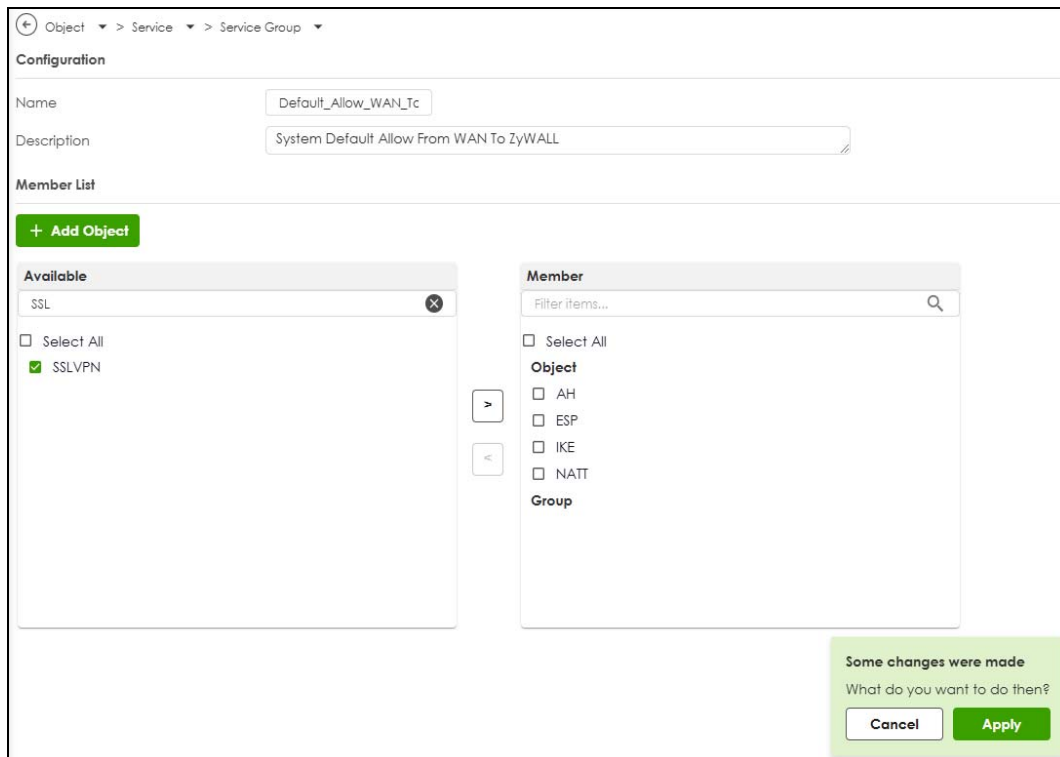 Object > Service > Service Group
Configuration
Name Default_Allow_WAN_Tc
Description System Default Allow From WAN To ZyWALL
Member List
+ Add Object
Available
SSL
Select All
SSLVPN
>
<
Member
Filter items...
Select All
Object
AH
ESP
IKE
NATT
Group
Some changes were made
What do you want to do then?
Cancel Apply